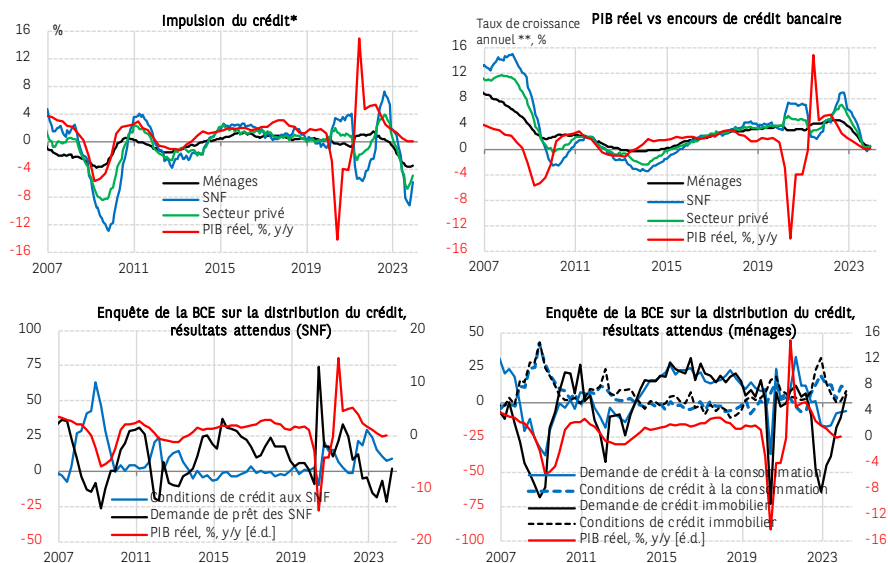 Impulsion du crédit*
%
16
12
8
4
0
-4
-8
-12
-16
Ménages
SNF
Secteur privé
PIB réel, %, y/y
2007
2011
2015
2019
2023
PIB réel vs encours de crédit bancaire
Taux de croissance
annuel **, %
16
12
8
4
0
-4
-8
-12
-16
Ménages
SNF
Secteur privé
PIB réel, %, y/y
2007
2011
2015
2019
2023
Enquête de la BCE sur la distribution du crédit,
résultats attendus (SNF)
100
75
50
25
0
-25
-50
20
10
0
-10
-20
Conditions de crédit aux SNF
Demande de prêt des SNF
PIB réel, %, y/y [é.d.]
2007
2011
2015
2019
2023
Enquête de la BCE sur la distribution du crédit,
résultats attendus (ménages)
50
25
0
-25
-50
-75
-100
16
12
8
4
0
-4
-8
-12
-16
Demande de crédit à la consommation
Conditions de crédit à la consommation
Demande de crédit immobilier
Conditions de crédit immobilier
PIB réel, %, y/y [é.d.]
2007
2011
2015
2019
2023